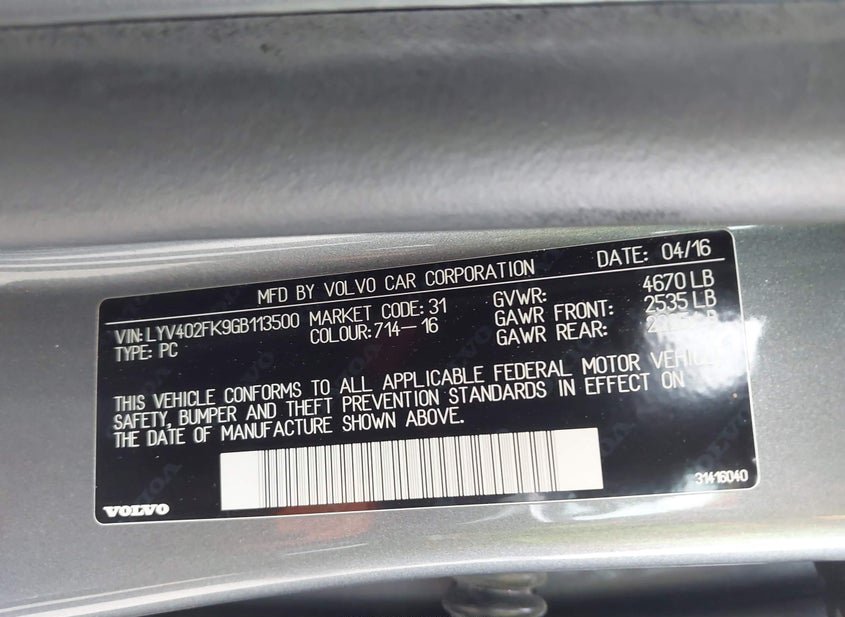 MFD BY VOLVO CAR CORPORATION DATE: 04/16
VIN: LYV402FK9GB113500 MARKET CODE: 31 GVWR: 4670 LB
TYPE: PC COLOUR: 714-16 GAWR FRONT: 2535 LB
GAWR REAR: LB
THIS VEHICLE CONFORMS TO ALL APPLICABLE FEDERAL MOTOR VEHICLE
SAFETY, BUMPER AND THEFT PREVENTION STANDARDS IN EFFECT ON
THE DATE OF MANUFACTURE SHOWN ABOVE.
VOLVO 31416040